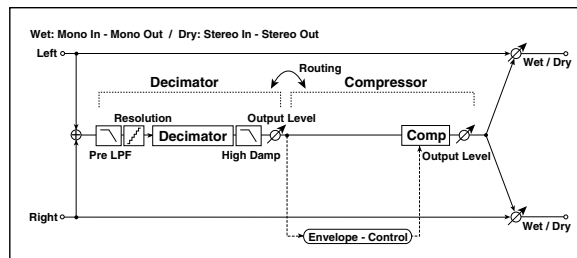 Wet: Mono In - Mono Out / Dry: Stereo In - Stereo Out
Left
Wet / Dry
Routing
Decimator
Compressor
Resolution
Output Level
Decimator
Comp
Pre LPF
High Damp
Output Level
Right
Wet / Dry
Envelope - Control